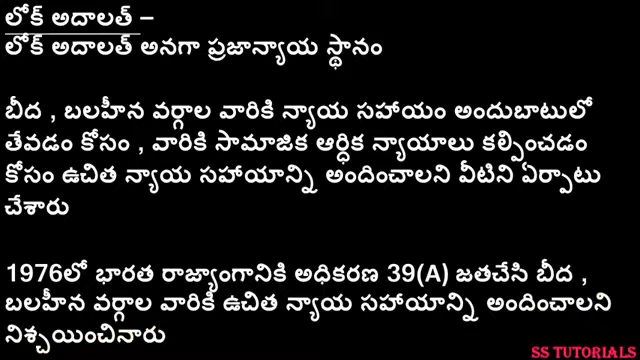 లోక్ అదాలత్ –
లోక్ అదాలత్ అనగా ప్రజాన్యాయ స్థానం
బీద , బలహీన వర్గాల వారికి న్యాయ సహాయం అందుబాటులో
తేవడం కోసం , వారికి సామాజిక ఆర్ధిక న్యాయాలు కల్పించడం
కోసం ఉచిత న్యాయ సహాయాన్ని అందించాలని వీటిని ఏర్పాటు
చేశారు
1976లో భారత రాజ్యాంగానికి అధికరణ 39(A) జతచేసి బీద ,
బలహీన వర్గాల వారికి ఉచిత న్యాయ సహాయాన్ని అందించాలని
నిశ్చయించినారు
SS TUTORIALS